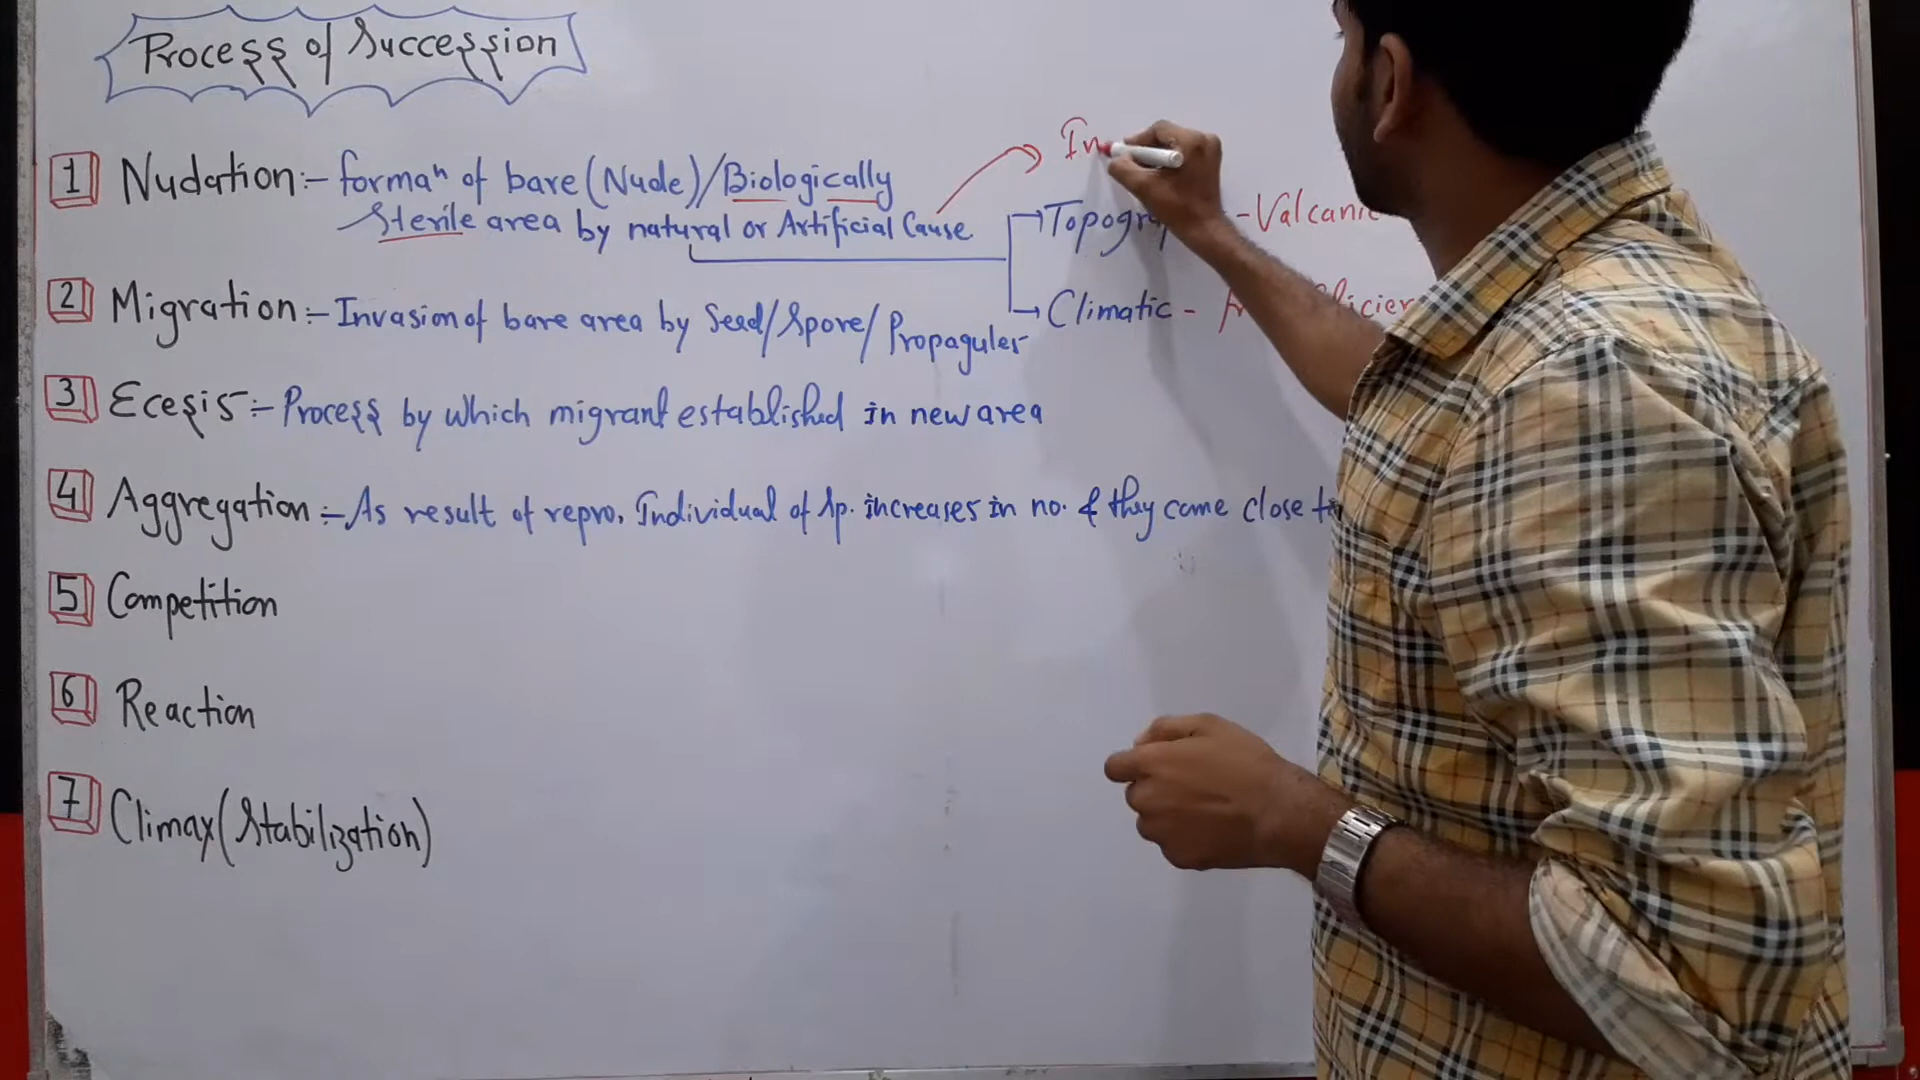 Process of Succession
1 Nudation:- forman of bare (Nude)/Biologically
Sterile area by natural or Artificial Cause
In
Topogra - Valcanic
Climatic -
2 Migration:- Invasion of bare area by Seed/Spore/Propaguler
3 Ecesis:- Process by which migrant established in new area
4 Aggregation:- As result of repro. Individual of Sp. increases in no. & they come close to
5 Competition
6 Reaction
7 Climax (Stabilization)